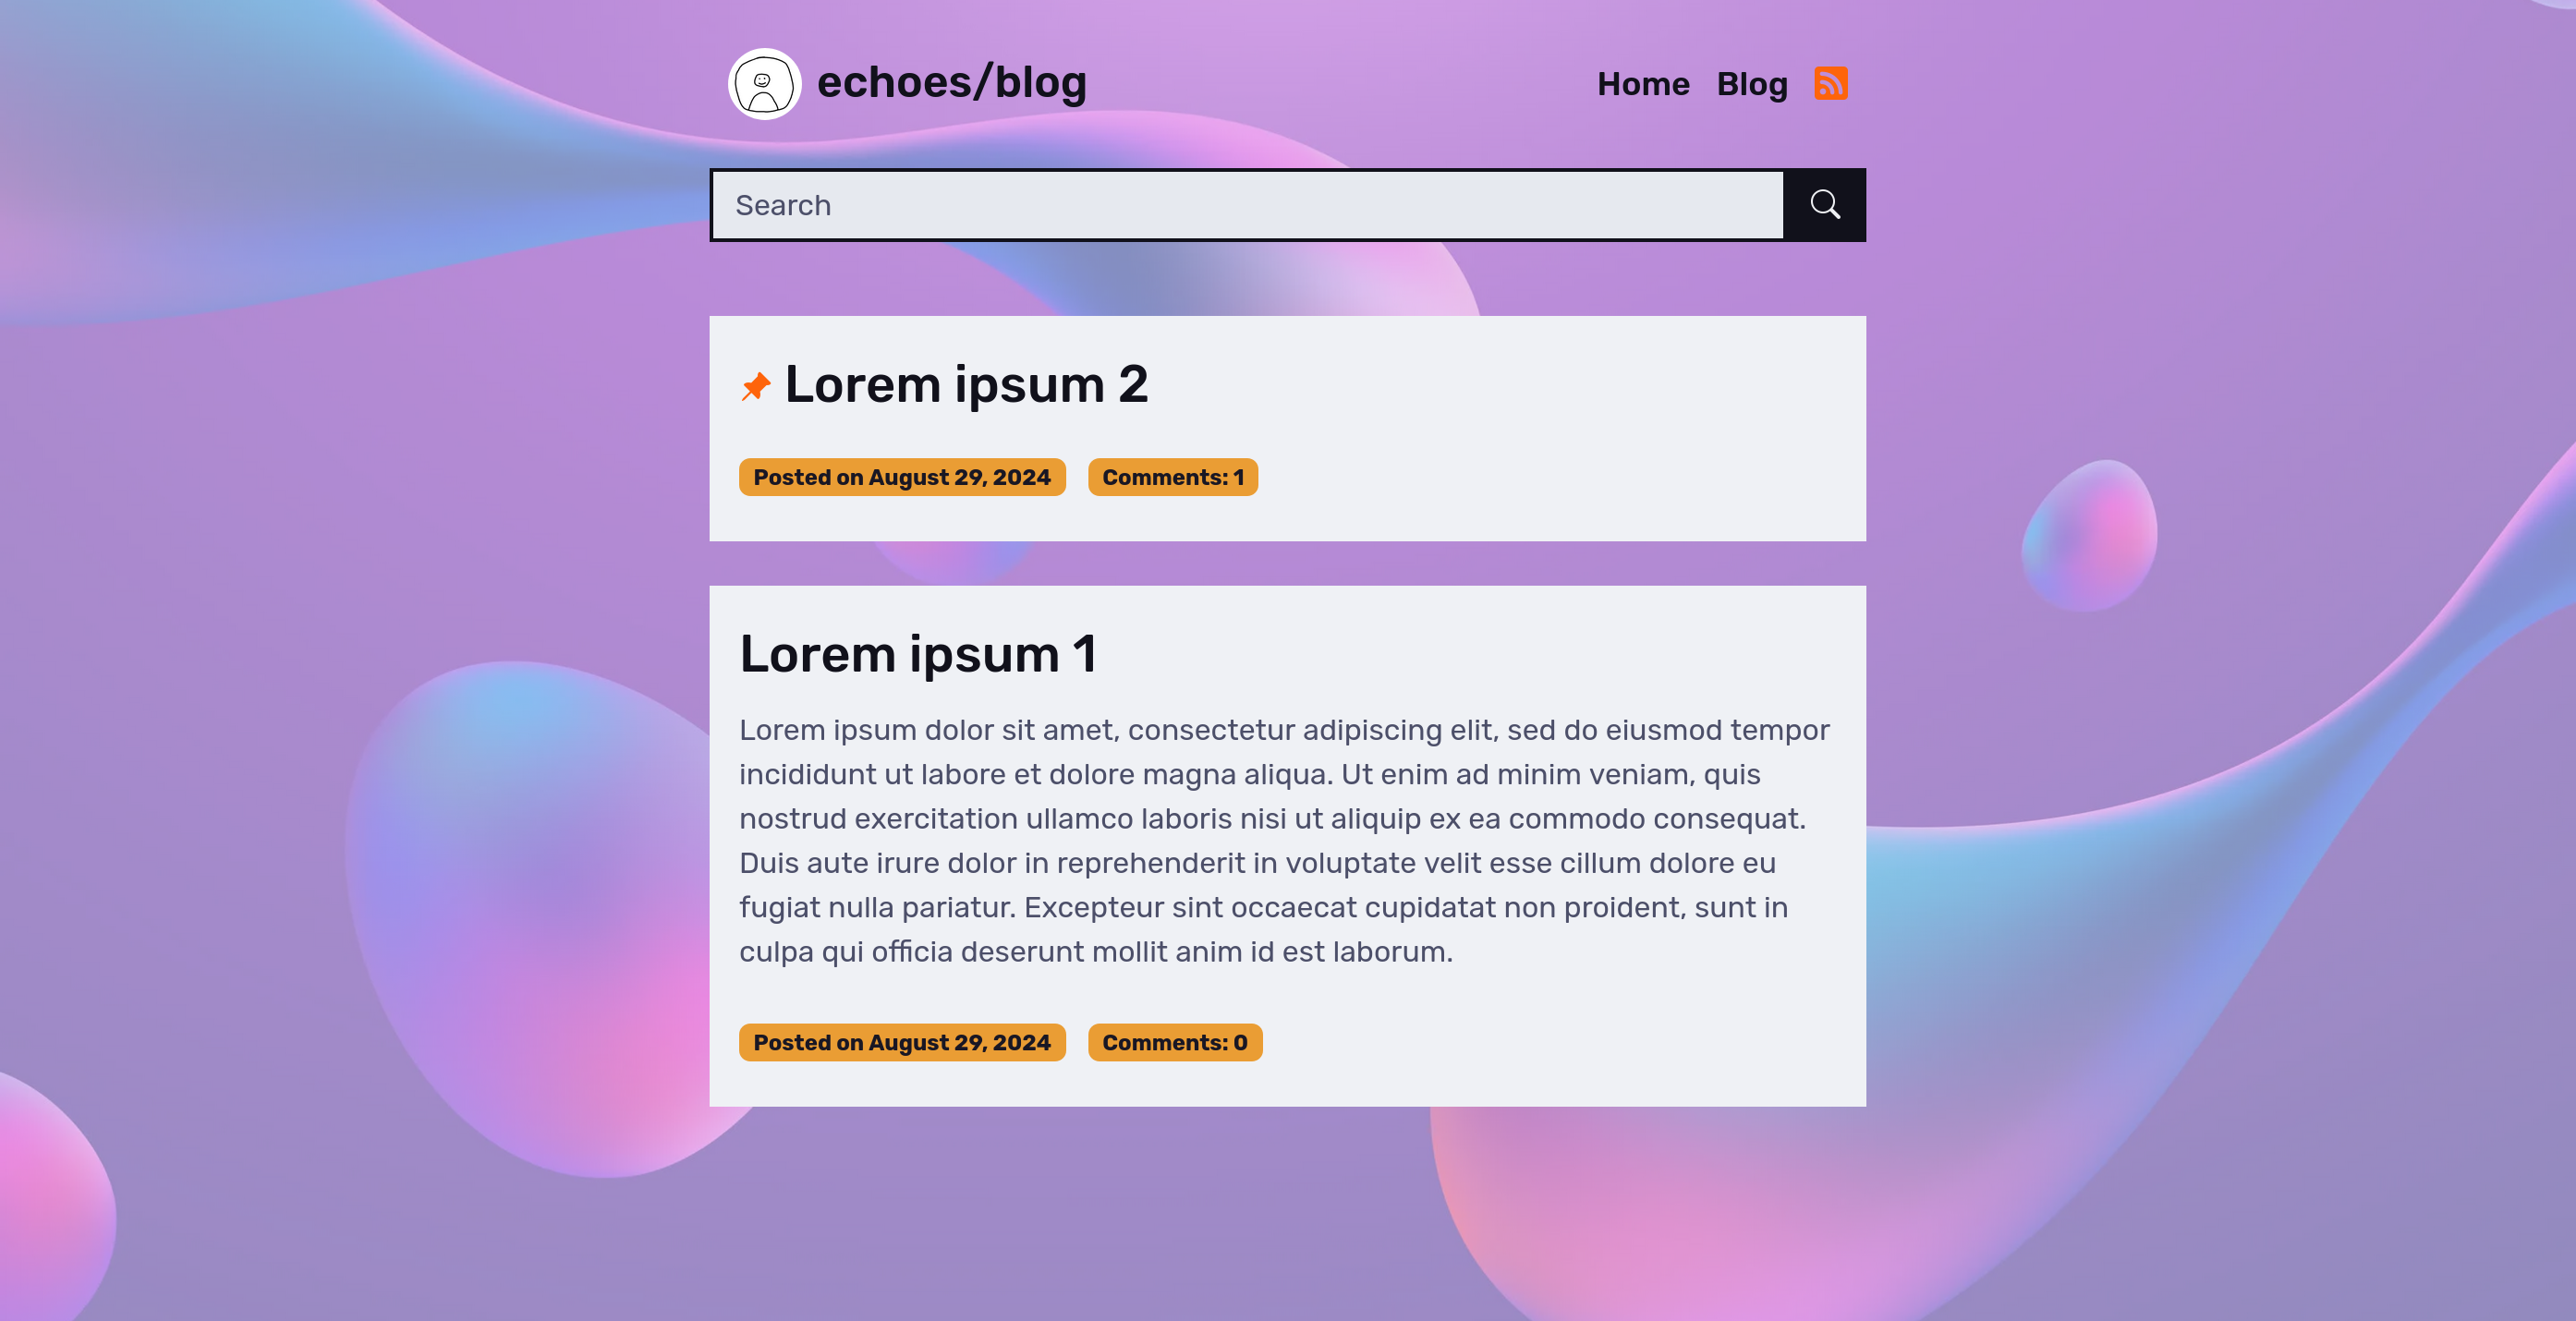 echoes/blog
Home Blog
Search
Lorem ipsum 2
Posted on August 29, 2024 Comments: 1
Lorem ipsum 1
Lorem ipsum dolor sit amet, consectetur adipiscing elit, sed do eiusmod tempor
incididunt ut labore et dolore magna aliqua. Ut enim ad minim veniam, quis
nostrud exercitation ullamco laboris nisi ut aliquip ex ea commodo consequat.
Duis aute irure dolor in reprehenderit in voluptate velit esse cillum dolore eu
fugiat nulla pariatur. Excepteur sint occaecat cupidatat non proident, sunt in
culpa qui officia deserunt mollit anim id est laborum.
Posted on August 29, 2024 Comments: 0